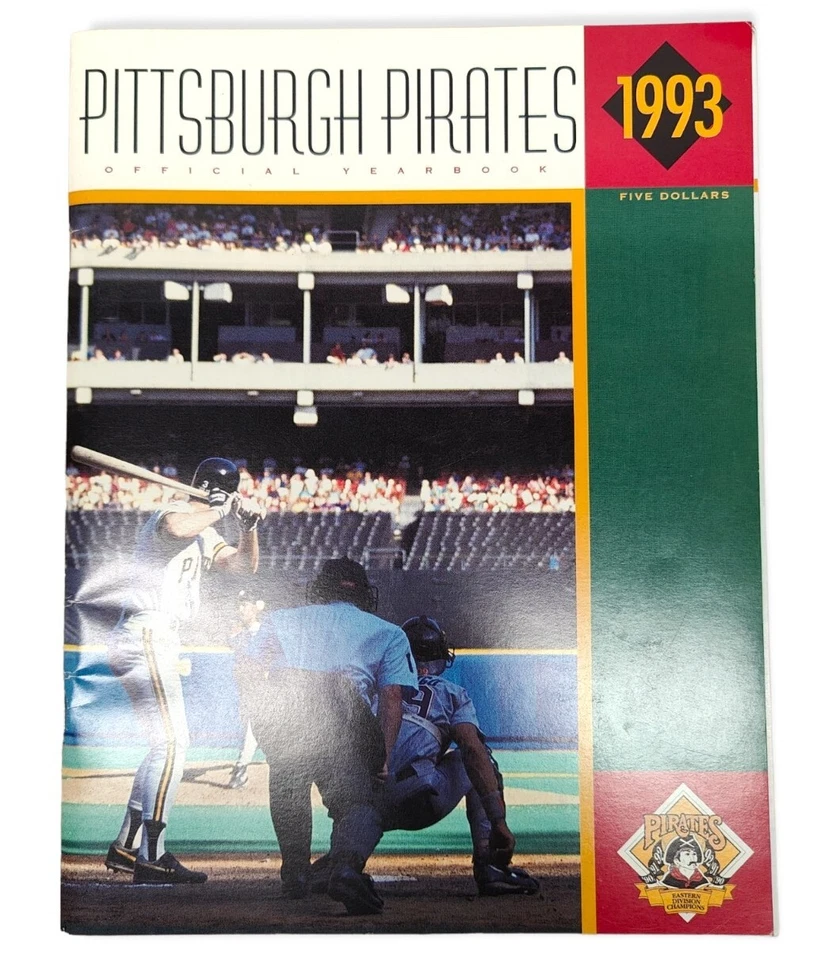 PITTSBURGH PIRATES
OFFICIAL YEARBOOK
1993
FIVE DOLLARS
PIRATES
EASTERN
DIVISION
CHAMPIONS